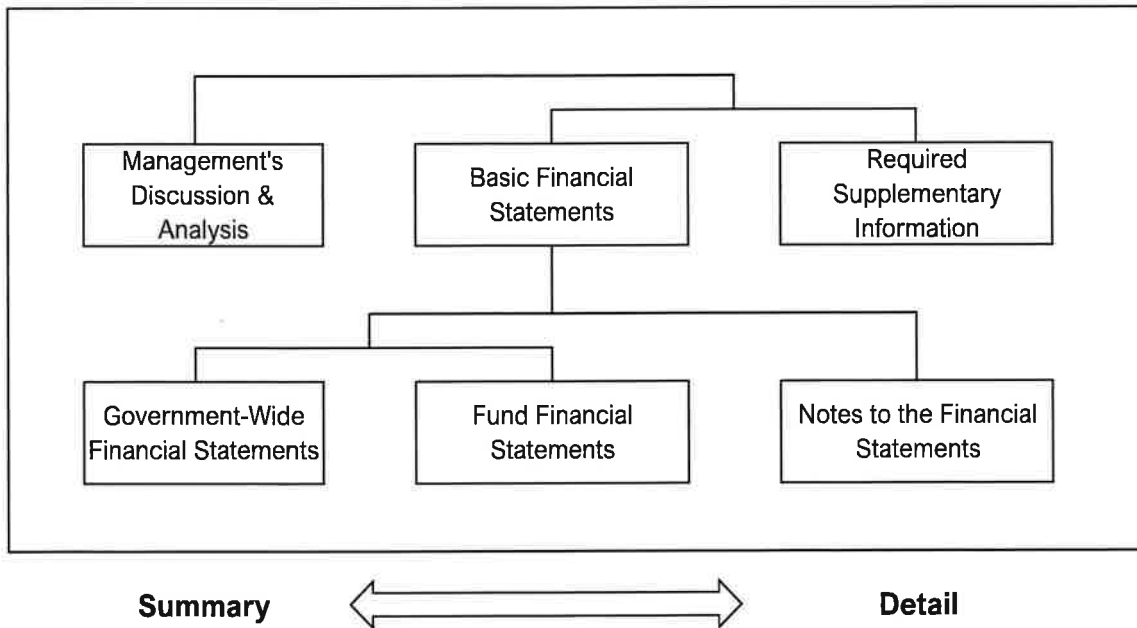 Management's
Discussion &
Analysis
Basic Financial
Statements
Required
Supplementary
Information
Government-Wide
Financial Statements
Fund Financial
Statements
Notes to the Financial
Statements
Summary
Detail